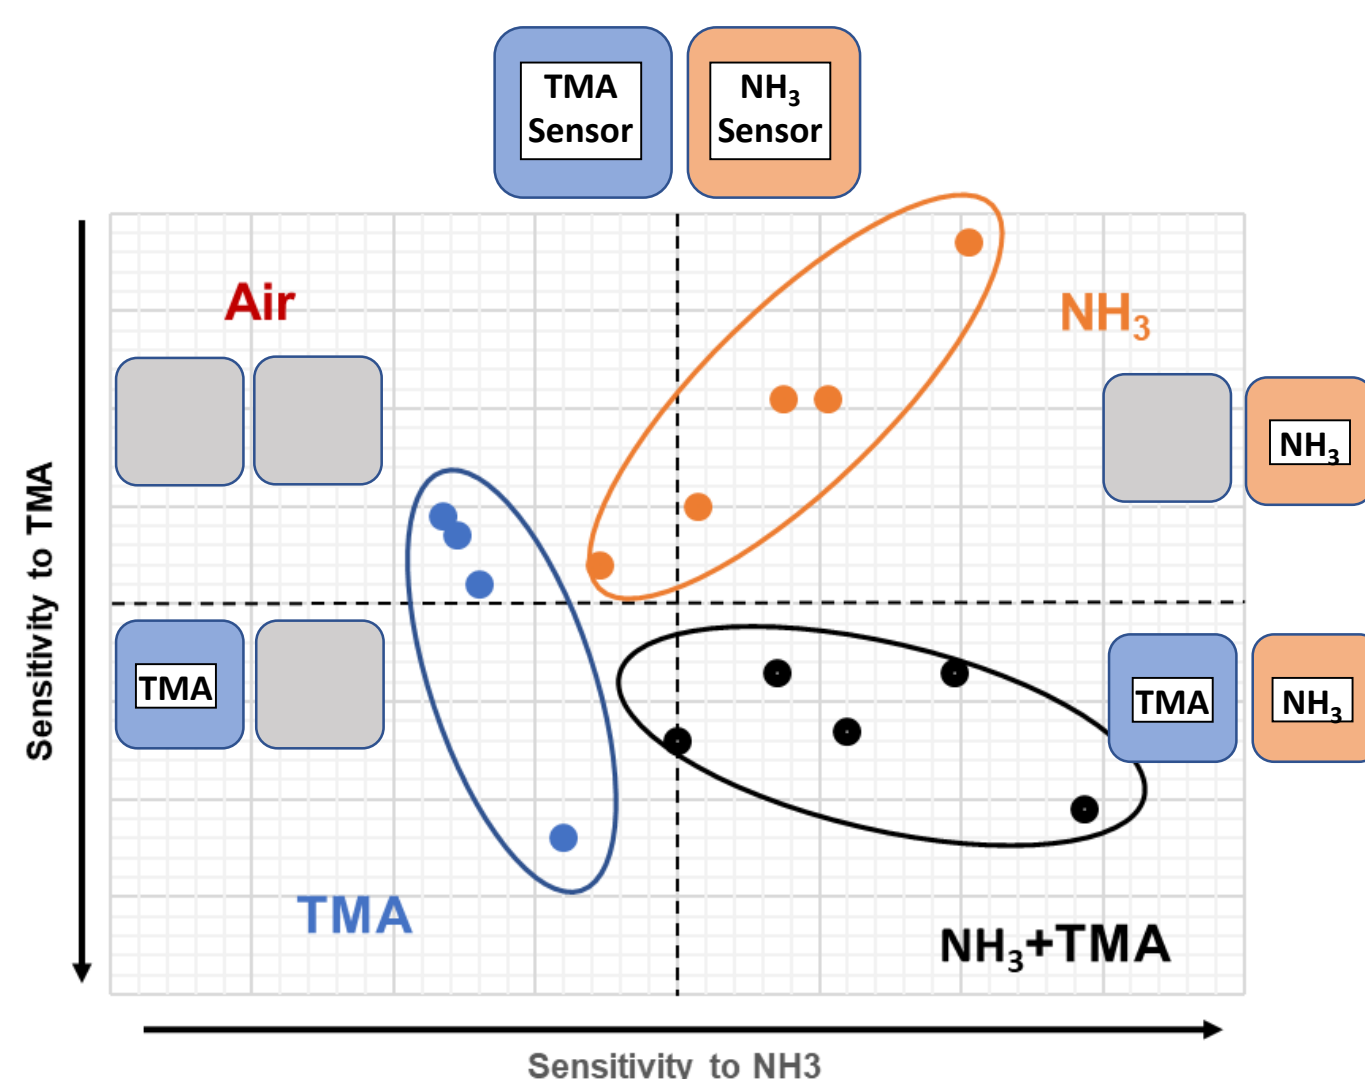 TMA
Sensor
NH₃
Sensor
Air
NH₃
NH₃
Sensitivity to TMA
TMA
TMA
NH₃
TMA
NH₃+TMA
Sensitivity to NH3